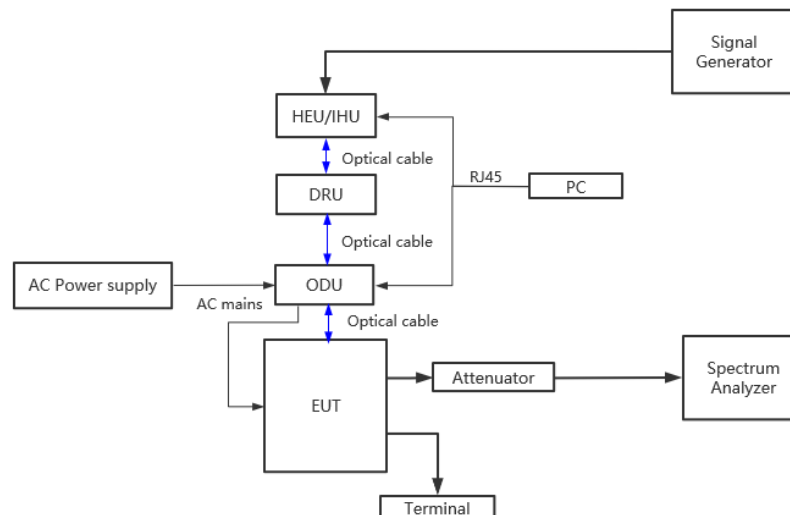 Signal
Generator
HEU/IHU
Optical cable
RJ45
PC
DRU
Optical cable
AC Power supply
ODU
AC mains
Optical cable
EUT
Attenuator
Spectrum
Analyzer
Terminal